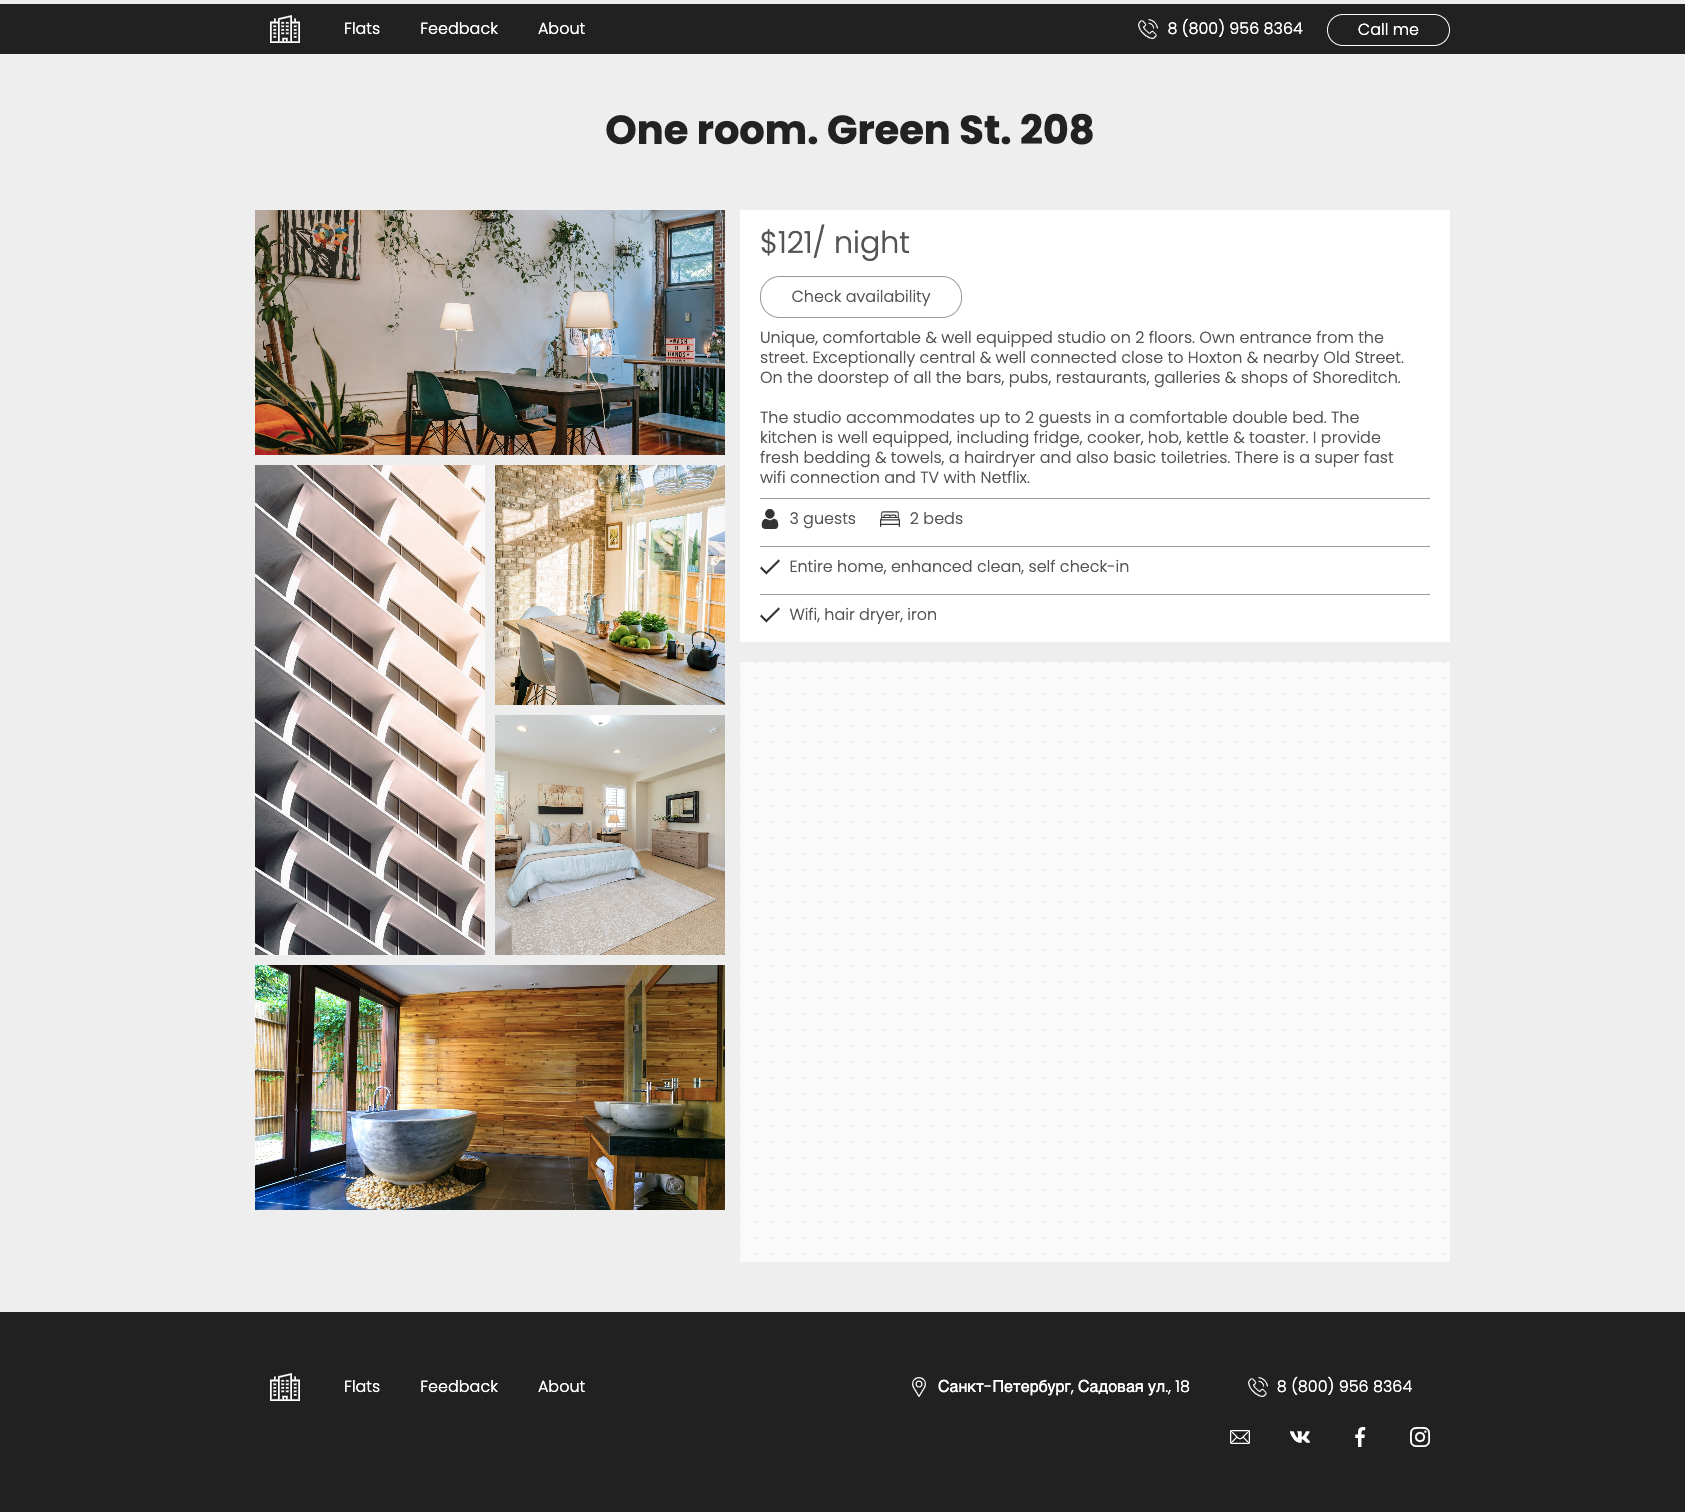 Flats Feedback About 8 (800) 956 8364 Call me
One room. Green St. 208
$121/ night
Check availability
Unique, comfortable & well equipped studio on 2 floors. Own entrance from the
street. Exceptionally central & well connected close to Hoxton & nearby Old Street.
On the doorstep of all the bars, pubs, restaurants, galleries & shops of Shoreditch.
The studio accommodates up to 2 guests in a comfortable double bed. The
kitchen is well equipped, including fridge, cooker, hob, kettle & toaster. I provide
fresh bedding & towels, a hairdryer and also basic toiletries. There is a super fast
wifi connection and TV with Netflix.
3 guests 2 beds
Entire home, enhanced clean, self check-in
Wifi, hair dryer, iron
Flats Feedback About Санкт-Петербург, Садовая ул., 18 8 (800) 956 8364